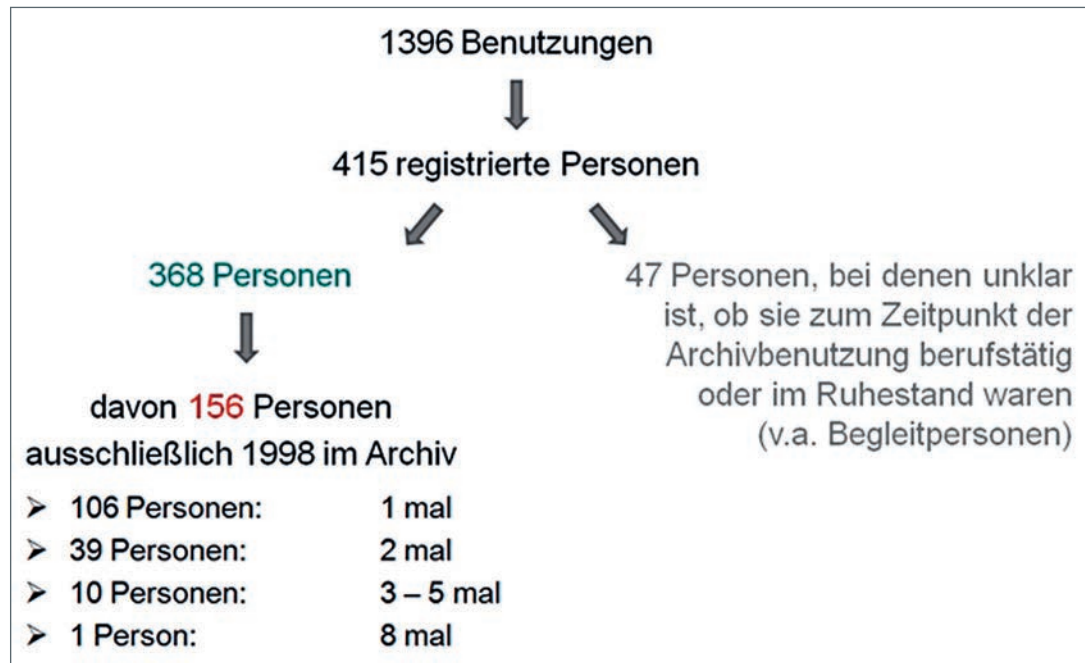 1396 Benutzungen
415 registrierte Personen
368 Personen
davon 156 Personen
ausschließlich 1998 im Archiv
➢ 106 Personen: 1 mal
➢ 39 Personen: 2 mal
➢ 10 Personen: 3 – 5 mal
➢ 1 Person: 8 mal
47 Personen, bei denen unklar
ist, ob sie zum Zeitpunkt der
Archivbenutzung berufstätig
oder im Ruhestand waren
(v.a. Begleitpersonen)